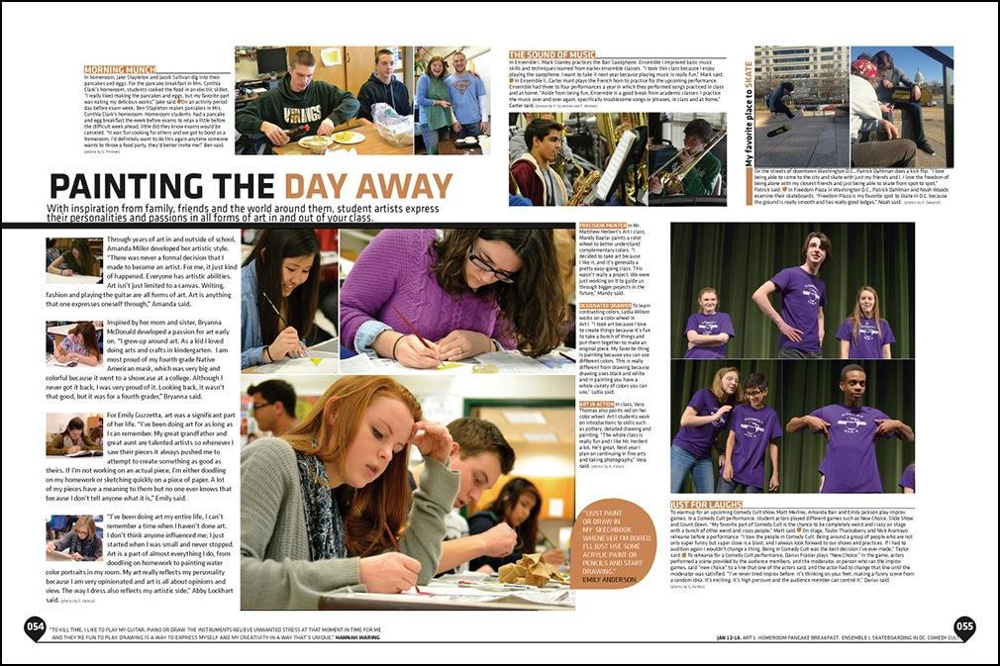 MORNING MUNCH
In homeroom, Jake Stapleton and Jacob Sullivan dig into their
pancakes and eggs. For the pancake breakfast in Mrs. Cynthia
Clark's homeroom, students cooked the food in an electric skillet.
"I really liked making the pancakes and eggs, but my favorite part
was eating my delicious works," Jake said. On an activity period
day before exam week, Ben Stapleton makes pancakes in Mrs.
Cynthia Clark's homeroom. Homeroom students had a pancake
and egg breakfast the week before exams to relax a little before
the difficult week ahead, little did they know exams would be
canceled. "It was fun cooking for others and we got to bond as a
homeroom. I'd definitely want to do this again anytime someone
wants to throw a food party, they'd better invite me!" Ben said.
VIKINGS
THE SOUND OF MUSIC
In Ensemble I, Mark Stanley practices the Bari Saxophone. Ensemble I improved basic music
skills and techniques learned from earlier ensemble classes. "I took this class because I enjoy
playing the saxophone. I want to take it next year because playing music is really fun," Mark said.
In Ensemble II, Carter Hunt plays the French horn to practice for the upcoming performance.
Ensemble had three to four performances a year in which they performed songs practiced in class
and at home. "Aside from being fun, Ensemble is a good break from academic classes. I practice
the music over and over again, specifically troublesome songs or phrases, in class and at home,"
Carter said.
My favorite place to SKATE
On the streets of downtown Washington D.C., Patrick Dahlman does a kick flip. "I love
being able to come to the city and skate with just my friends and I. I love the freedom of
being alone with my closest friends and just being able to skate from spot to spot,"
Patrick said. In Freedom Plaza in Washington D.C., Patrick Dahlman and Noah Woods
examine their skateboards. "Freedom Plaza is my favorite spot to skate in D.C. because
the ground is really smooth and has really good ledges," Noah said.
PAINTING THE DAY AWAY
With inspiration from family, friends and the world around them, student artists express
their personalities and passions in all forms of art in and out of your class.
Through years of art in and outside of school,
Amanda Miller developed her artistic style.
"There was never a formal decision that I
made to become an artist. For me, it just kind
of happened. Everyone has artistic abilities.
Art isn't just limited to a canvas. Writing,
fashion and playing the guitar are all forms of art. Art is anything
that one expresses oneself through," Amanda said.
Inspired by her mom and sister, Bryanna
McDonald developed a passion for art early
on. "I grew up around art. As a kid I loved
doing arts and crafts in kindergarten. I am
most proud of my fourth grade Native
American mask, which was very big and
colorful because it went to a showcase at a college. Although I
never got it back, I was very proud of it. Looking back, it wasn't
that good, but it was for a fourth grade," Bryanna said.
For Emily Guzzetta, art was a significant part
of her life. "I've been doing art for as long as
I can remember. My great grandfather and
great aunt are talented artists so whenever I
saw their pieces it always pushed me to
attempt to create something as good as
theirs. If I'm not working on an actual piece, I'm either doodling
on my homework or sketching quickly on a piece of paper. A lot
of my pieces have a meaning to them but no one ever knows that
because I don't tell anyone what it is," Emily said.
"I've been doing art my entire life, I can't
remember a time when I haven't done art.
I don't think anyone influenced me; I just
started when I was small and never stopped.
Art is a part of almost everything I do, from
doodling on homework to painting water
color portraits in my room. My art really reflects my personality
because I am very opinionated and art is all about opinions and
view. The way I dress also reflects my artistic side," Abby Lockhart
said.
PRECISION PAINTER In Mr.
Matthew Herbert's Art I class,
Mandy Baatar paints a color
wheel to better understand
complementary colors. "I
decided to take art because
I like it, and it's generally a
pretty easy-going class. This
wasn't really a project. We were
just working on it to guide us
through bigger projects in the
future," Mandy said.
DESIGNATED DRAWER To learn
contrasting colors, Lydia Wilson
works on a color wheel in
Art I. "I took art because I love
to create things because it's fun
to take a bunch of things and
put them together to make an
original piece. My favorite thing
is painting because you can use
different colors. This is really
different from drawing because
drawing uses black and white
and in painting you have a
whole variety of colors you can
use," Lydia said.
ART IN ACTION In class, Vera
Thomas also paints red on her
color wheel. Art I students work
on introductions to skills such
as pottery, detailed drawing and
painting. "The whole class is
really fun and I like Mr. Herbert
a lot. He's great. Next year I
plan on continuing in fine arts
and taking photography," Vera
said.
"I JUST PAINT
OR DRAW IN
MY SKECHBOOK
WHENEVER I'M BORED.
I'LL JUST USE SOME
ACRYLIC PAINT OR
PENCILS AND START
DRAWING."
EMILY ANDERSON
JUST FOR LAUGHS
To warmup for an upcoming Comedy Cult show, Matt Merline, Amanda Bain and Emily Jackson play improv
games. In a Comedy Cult performance, student actors played different games such as New Choice, Slide Show
and Count Down. "My favorite part of Comedy Cult is the chance to be completely weird and crazy on stage
with a bunch of other weird and crazy people," Matt said. On stage, Taylor Thackaberry and Nick Aramayo
rehearse before a performance. "I love the people in Comedy Cult. Being around a group of people who are not
only super funny but super close is a blast, and I always look forward to our shows and practices. If I had to
audition again I wouldn't change a thing. Being in Comedy Cult was the best decision I've ever made," Taylor
said. To rehearse for a Comedy Cult performance, Darius Frasier plays "New Choice." In the game, actors
performed a scene provided by the audience members, and the moderator, or person who ran the improv
games, said "new choice" to a line that one of the actors said, and the actor had to change that line until the
moderator was satisfied. "I've never tried improv before. It's thinking on your feet, making a funny scene from
a random idea. It's exciting; it's high pressure and the audience member can control it," Darius said.
054
"TO KILL TIME, I LIKE TO PLAY MY GUITAR, PIANO OR DRAW. THE INSTRUMENTS RELIEVE UNWANTED STRESS AT THAT MOMENT IN TIME FOR ME
AND THEY'RE FUN TO PLAY. DRAWING IS A WAY TO EXPRESS MYSELF AND MY CREATIVITY IN A WAY THAT'S UNIQUE." HANNAH WARING
JAN 12-18. ART 1. HOMEROOM PANCAKE BREAKFAST. ENSEMBLE I. SKATEBOARDING IN DC. COMEDY CULT
055